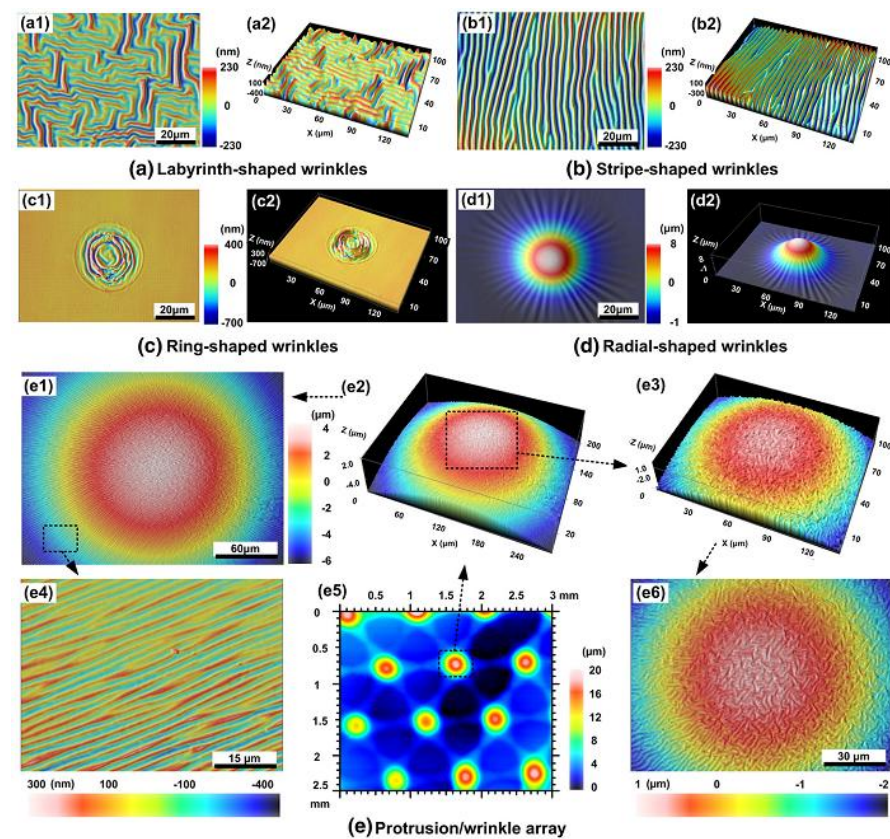 (a1)
(nm)
230
0
-230
20μm
(a2)
Z (nm)
100
-300
0
30
60
90
120
X (μm)
10
40
70
100
(b1)
(nm)
230
0
-230
20μm
(b2)
Z (nm)
100
-300
0
30
60
90
120
X (μm)
10
40
70
100
(a) Labyrinth-shaped wrinkles
(b) Stripe-shaped wrinkles
(c1)
20μm
400
0
-700
(c2)
Z (nm)
300
-700
30
60
90
120
X (μm)
10
40
100
(d1)
20μm
(μm)
8
4
0
-1
(d2)
Z (μm)
8
-1
30
60
90
120
X (μm)
10
40
100
(c) Ring-shaped wrinkles
(d) Radial-shaped wrinkles
(e1)
60μm
(μm)
4
2
0
-2
-4
-6
(e2)
Z (μm)
2.0
-4.0
0
60
120
180
240
X (μm)
20
80
140
200
(e3)
Z (μm)
1.0
-2.0
0
30
60
90
120
X (μm)
10
40
70
100
(e4)
15 μm
300 (nm) 100 -100 -400
(e5)
0.5 1 1.5 2 2.5 3 mm
0
0.5
1
1.5
2
2.5
mm
(μm)
20
16
12
8
4
0
(e6)
30 μm
1 (μm) 0 -1 -2
(e) Protrusion/wrinkle array